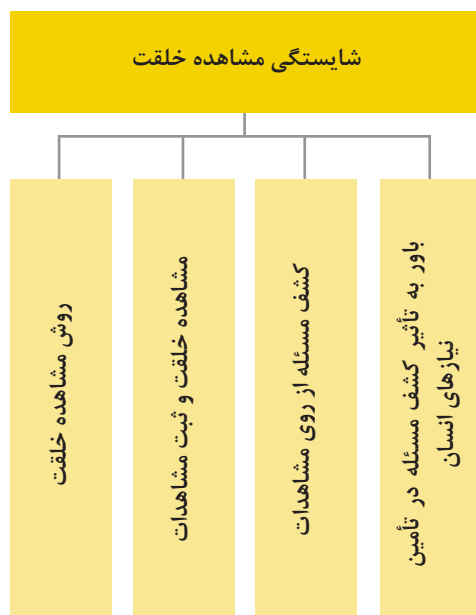 شایستگی مشاهده خلقت
باور به تأثیر کشف مسئله در تأمین
نیازهای انسان
کشف مسئله از روی مشاهدات
مشاهده خلقت و ثبت مشاهدات
روش مشاهده خلقت